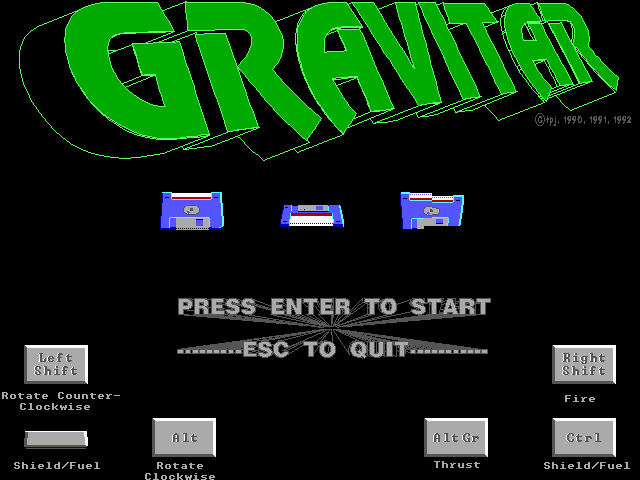 GRAVITAR
©tpj, 1990, 1991, 1992
PRESS ENTER TO START
ESC TO QUIT
Left
Shift
Right
Shift
Rotate Counter-
Clockwise
Fire
Alt
Alt Gr
Ctrl
Shield/Fuel
Rotate
Clockwise
Thrust
Shield/Fuel